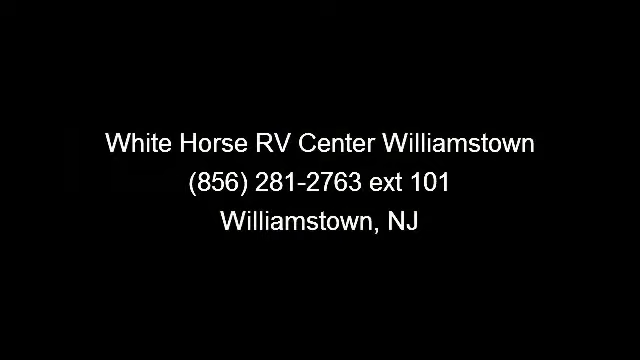 White Horse RV Center Williamstown
(856) 281-2763 ext 101
Williamstown, NJ